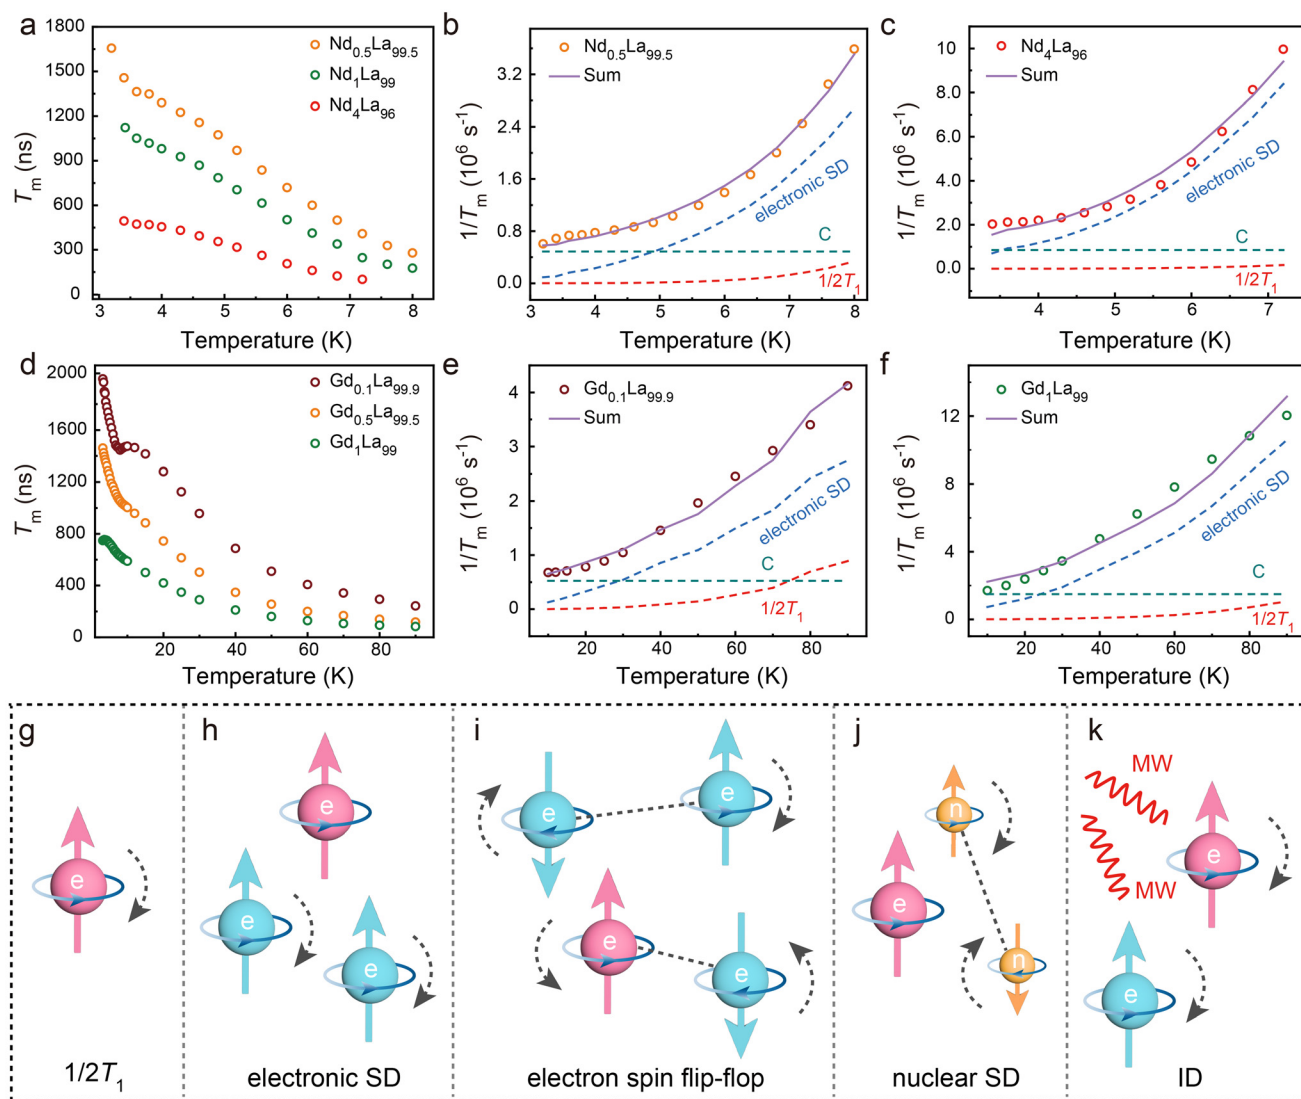 a
1800
1500
1200
900
600
300
0
3 4 5 6 7 8
Tm (ns)
Temperature (K)
Nd0.5La99.5
Nd1La99
Nd4La96
b
3.6
2.4
1.2
0.0
3 4 5 6 7 8
1/Tm (10^6 s^-1)
Temperature (K)
Nd0.5La99.5
Sum
electronic SD
C
1/2T1
c
10
8.0
6.0
4.0
2.0
0.0
4 5 6 7
1/Tm (10^6 s^-1)
Temperature (K)
Nd4La96
Sum
electronic SD
C
1/2T1
d
2000
1600
1200
800
400
0
20 40 60 80
Tm (ns)
Temperature (K)
Gd0.1La99.9
Gd0.5La99.5
Gd1La99
e
4
3
2
1
0
20 40 60 80
1/Tm (10^6 s^-1)
Temperature (K)
Gd0.1La99.9
Sum
electronic SD
C
1/2T1
f
12
8
4
0
20 40 60 80
1/Tm (10^6 s^-1)
Temperature (K)
Gd1La99
Sum
electronic SD
C
1/2T1
g
e
1/2T1
h
e
e
e
electronic SD
i
e
e
e
e
electron spin flip-flop
j
n
e
n
nuclear SD
k
MW
e
MW
e
ID